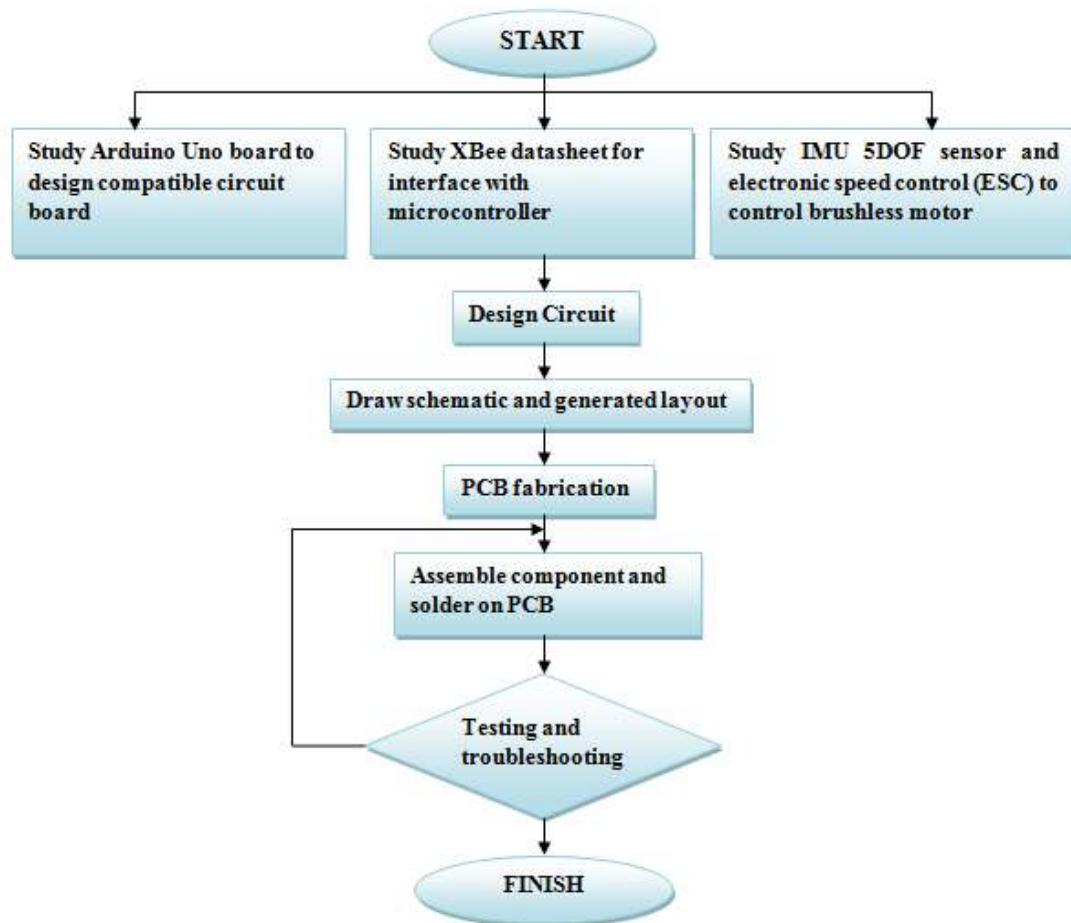 START
Study Arduino Uno board to
design compatible circuit
board
Study XBee datasheet for
interface with
microcontroller
Study IMU 5DOF sensor and
electronic speed control (ESC) to
control brushless motor
Design Circuit
Draw schematic and generated layout
PCB fabrication
Assemble component and
solder on PCB
Testing and
troubleshooting
FINISH